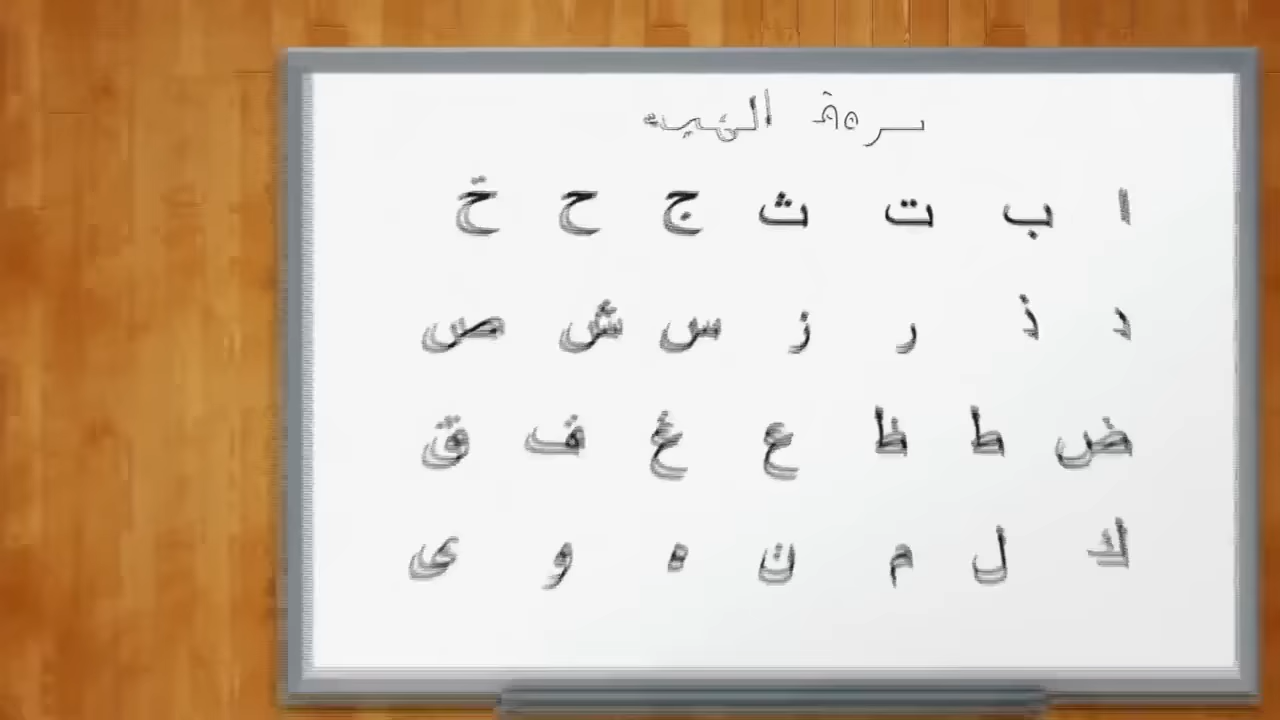 ا ب ت ث ج ح خ
د ذ ر ز س ش ص
ض ط ظ ع غ ف ق
ك ل م ن ه و ى